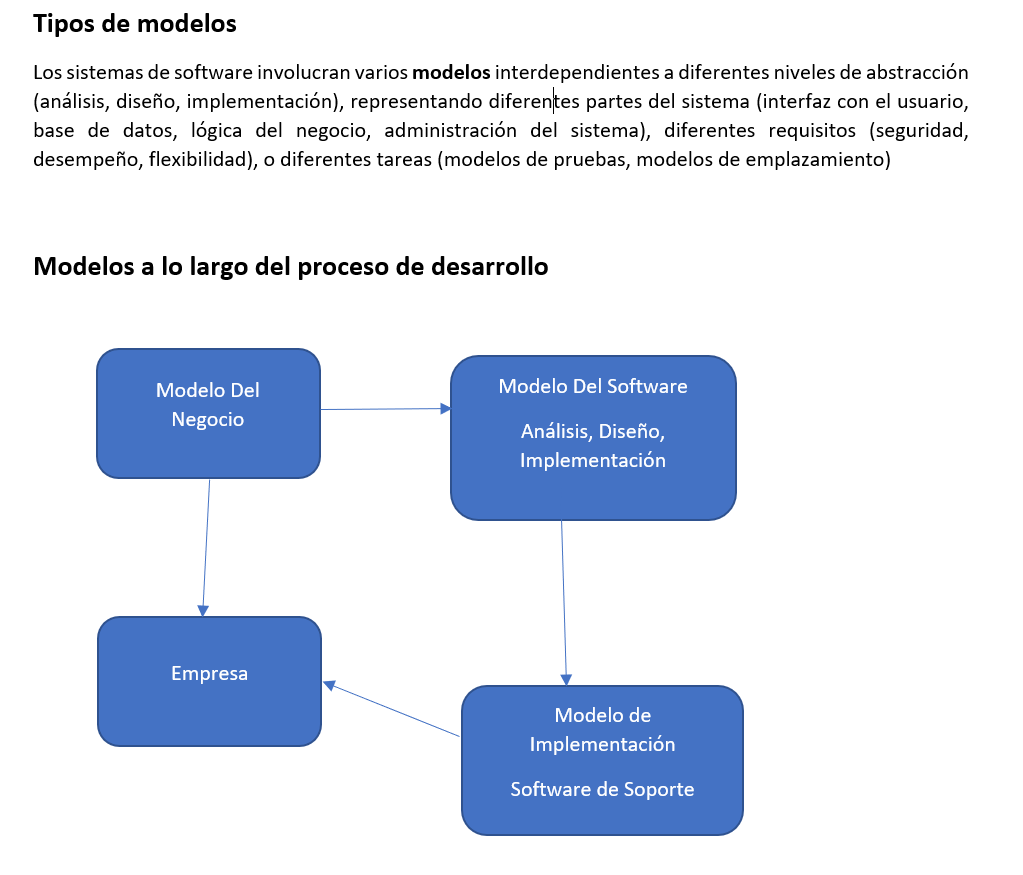 Tipos de modelos
Los sistemas de software involucran varios modelos interdependientes a diferentes niveles de abstracción
(análisis, diseño, implementación), representando diferentes partes del sistema (interfaz con el usuario,
base de datos, lógica del negocio, administración del sistema), diferentes requisitos (seguridad,
desempeño, flexibilidad), o diferentes tareas (modelos de pruebas, modelos de emplazamiento)
Modelos a lo largo del proceso de desarrollo
Modelo Del
Negocio
Modelo Del Software
Análisis, Diseño,
Implementación
Empresa
Modelo de
Implementación
Software de Soporte